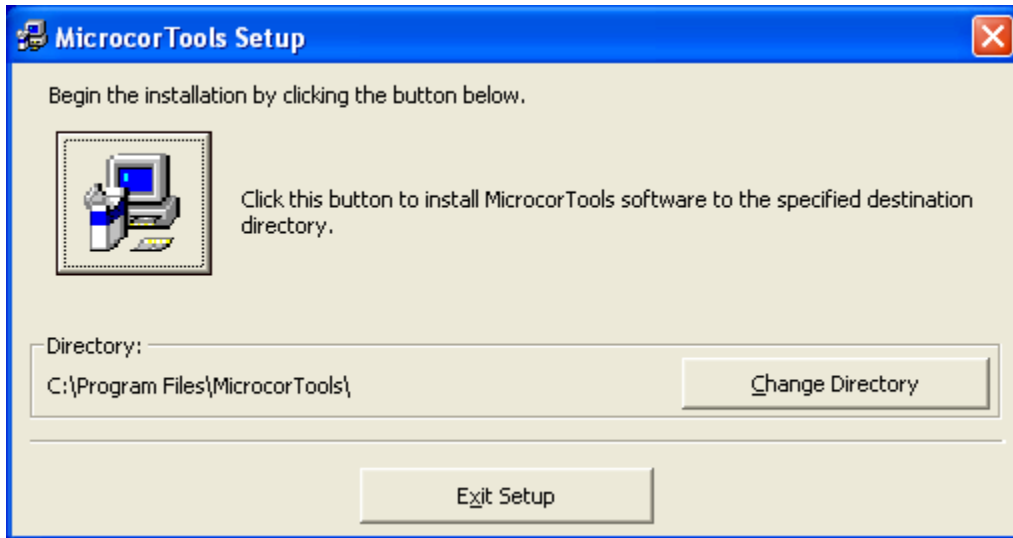 MicrocorTools Setup
Begin the installation by clicking the button below.
Click this button to install MicrocorTools software to the specified destination
directory.
Directory:
C:\Program Files\MicrocorTools\
Change Directory
Exit Setup